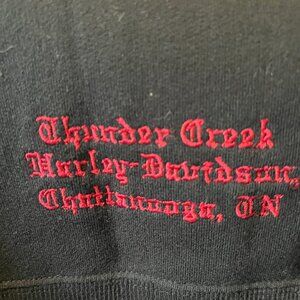 Thunder Creek
Harley-Davidson,
Chattanooga, TN